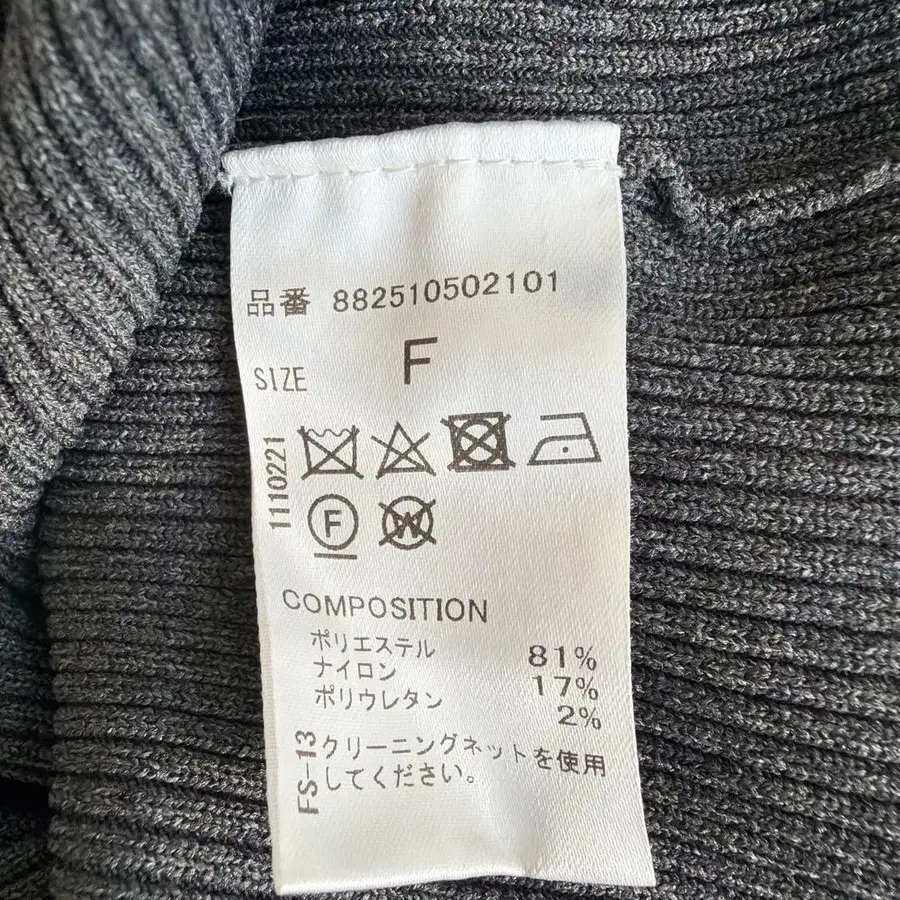 品番 882510502101
SIZE F
1110221
F W
COMPOSITION
ポリエステル 81%
ナイロン 17%
ポリウレタン 2%
FS-13
クリーニングネットを使用
してください。